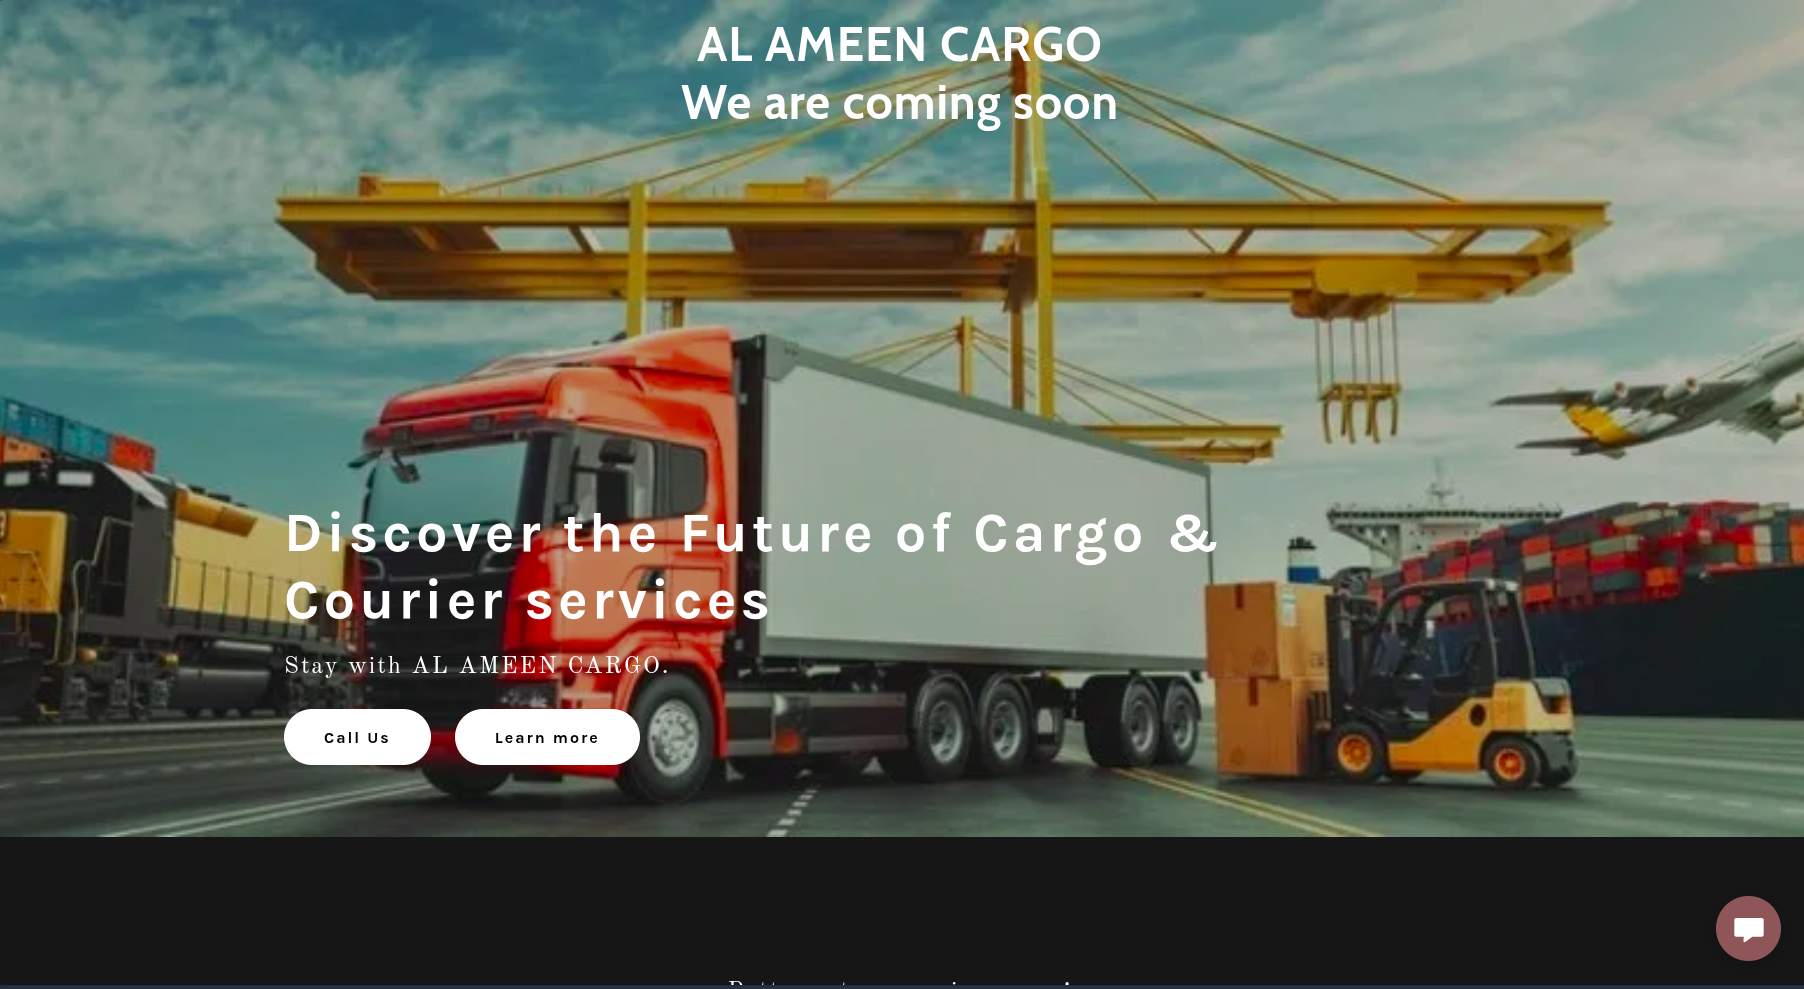 AL AMEEN CARGO
We are coming soon
Discover the Future of Cargo &
Courier services
Stay with AL AMEEN CARGO.
Call Us
Learn more